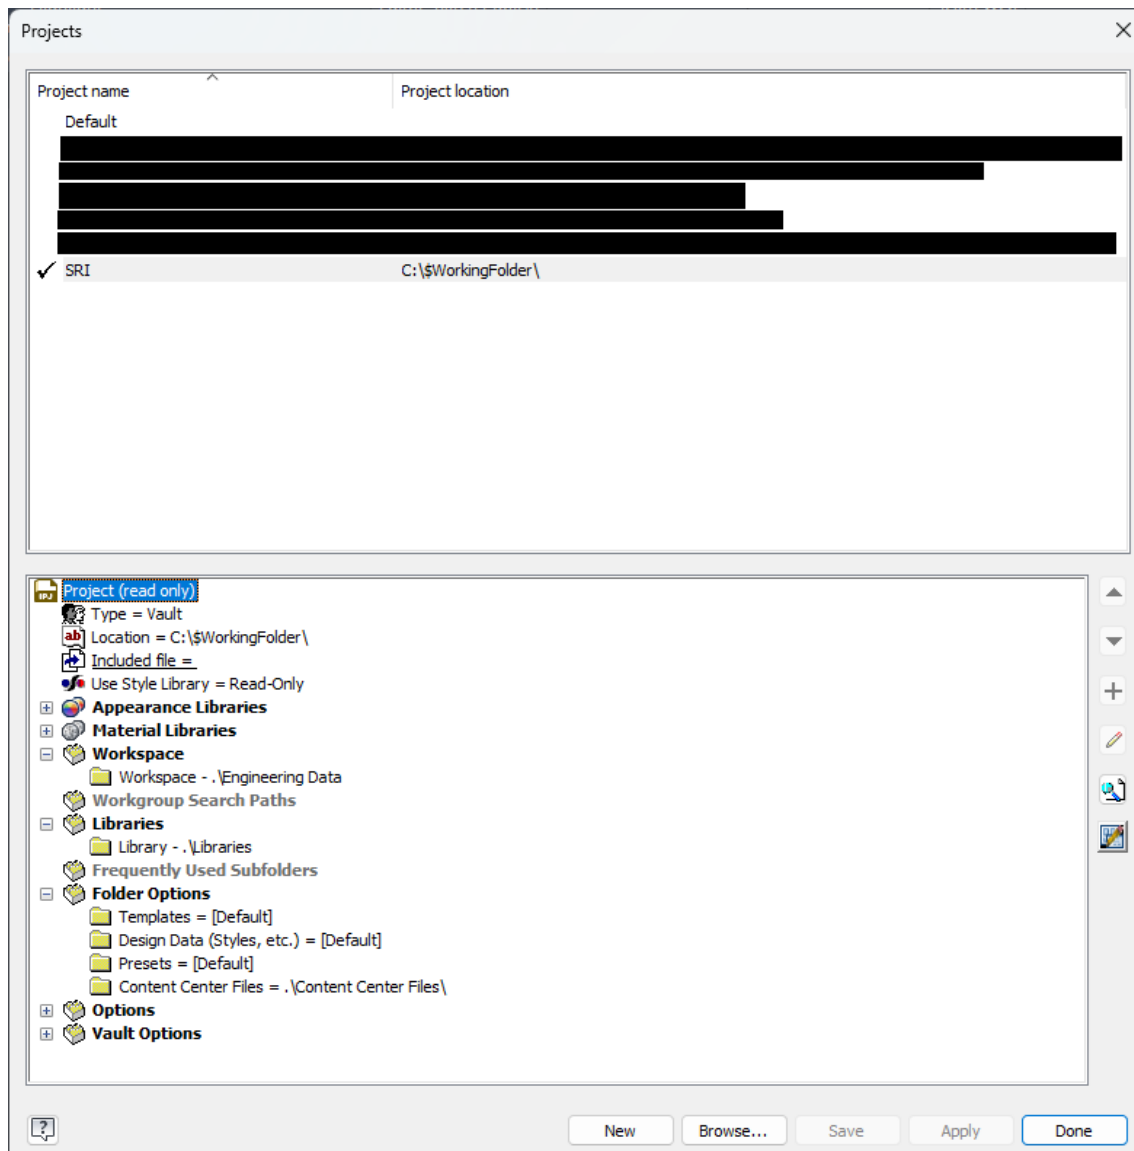 Projects
Project name Project location
Default
SRI C:\$WorkingFolder\
IPJ Project (read only)
Type = Vault
ab Location = C:\$WorkingFolder\
Included file =
Use Style Library = Read-Only
Appearance Libraries
Material Libraries
Workspace
Workspace - .\Engineering Data
Workgroup Search Paths
Libraries
Library - .\Libraries
Frequently Used Subfolders
Folder Options
Templates = [Default]
Design Data (Styles, etc.) = [Default]
Presets = [Default]
Content Center Files = .\Content Center Files\
Options
Vault Options
? New Browse... Save Apply Done